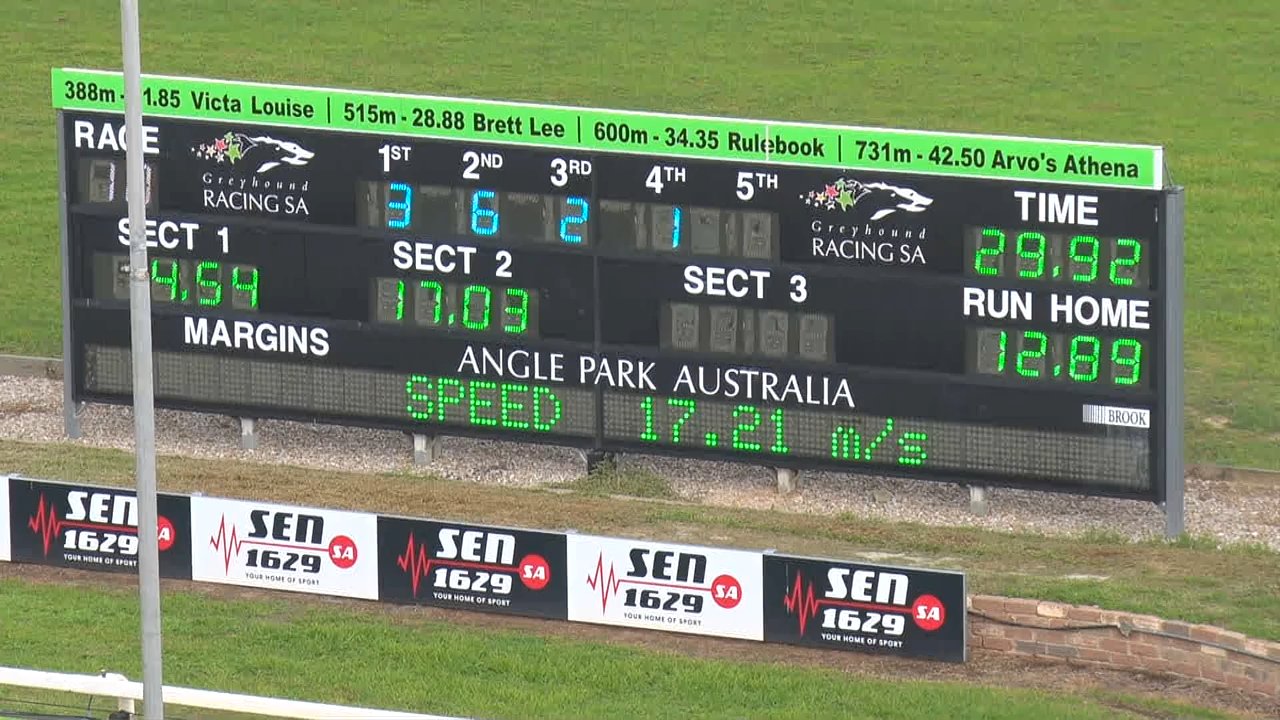 388m - 1.85 Victa Louise | 515m - 28.88 Brett Lee | 600m - 34.35 Rulebook | 731m - 42.50 Arvo's Athena
RACE
Greyhound
RACING SA
1ST 2ND 3RD 4TH 5TH
3 6 2 1
Greyhound
RACING SA
TIME
29.92
SECT 1
4.54
SECT 2
17.03
SECT 3
RUN HOME
12.89
MARGINS
ANGLE PARK AUSTRALIA
SPEED 17.21 m/s
BROOK
SEN
1629 SA
YOUR HOME OF SPORT
SEN
1629 SA
YOUR HOME OF SPORT
SEN
1629 SA
YOUR HOME OF SPORT
SEN
1629 SA
YOUR HOME OF SPORT
SEN
1629 SA
YOUR HOME OF SPORT